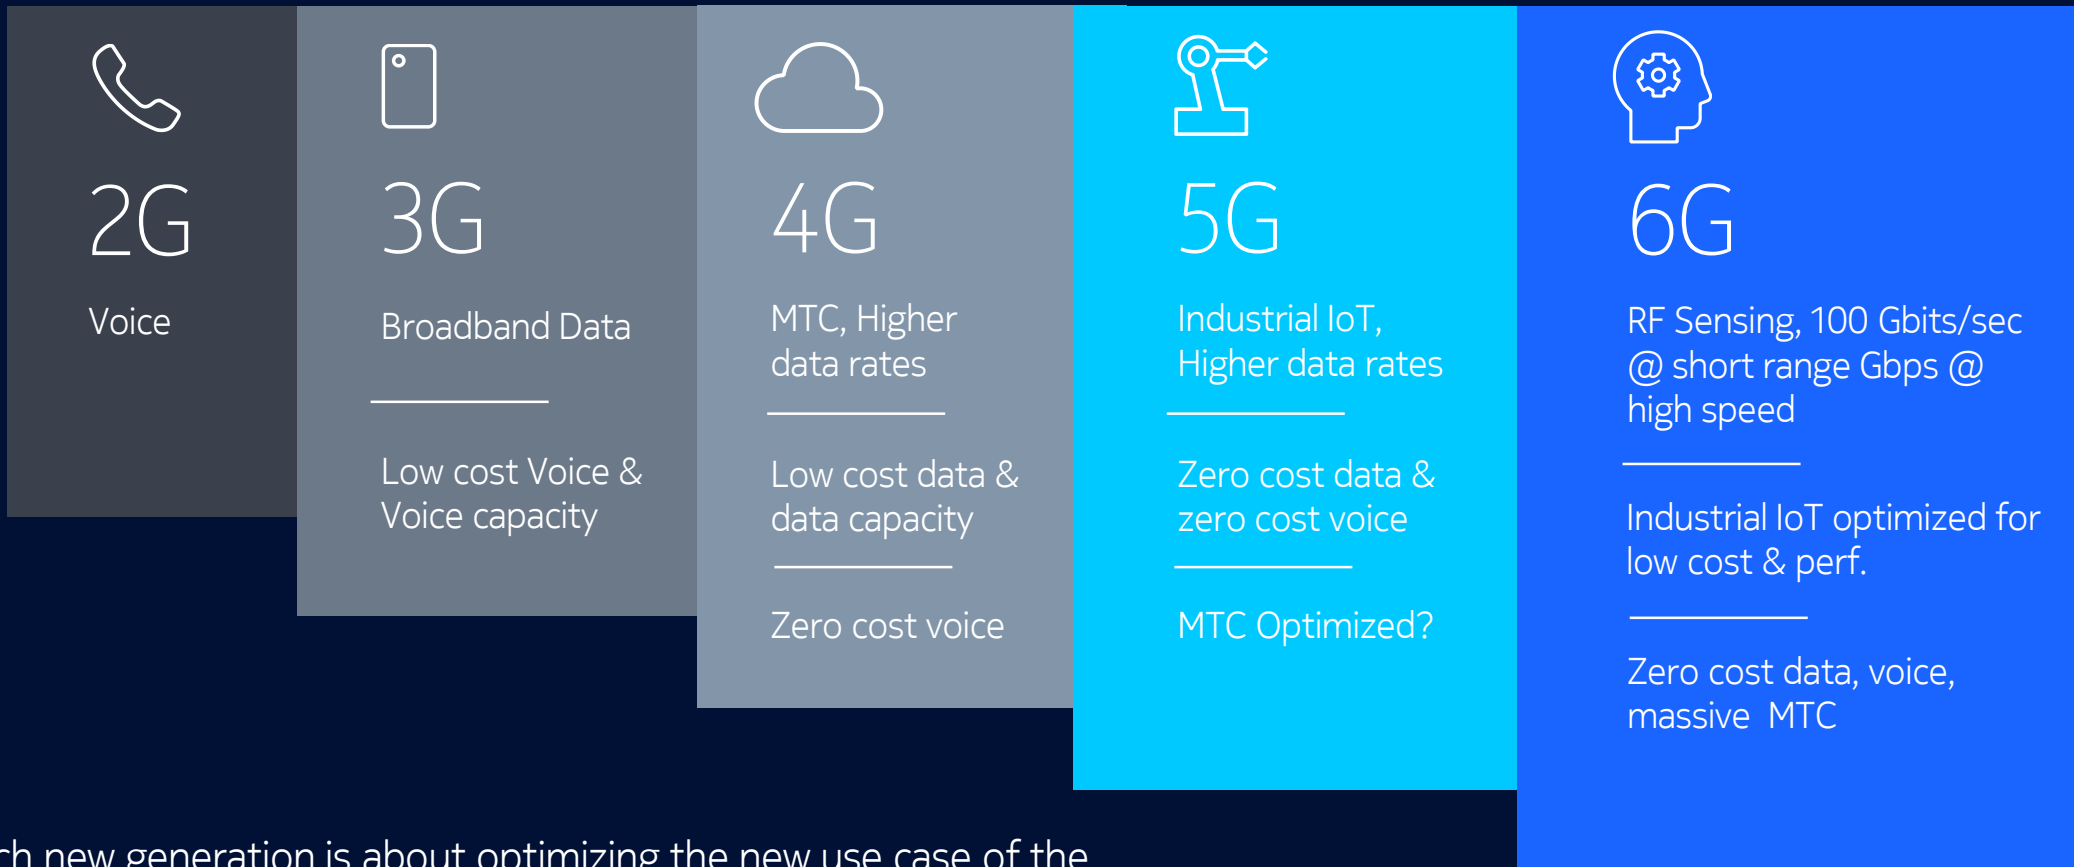 2G
Voice
3G
Broadband Data
Low cost Voice &
Voice capacity
4G
MTC, Higher
data rates
Low cost data &
data capacity
Zero cost voice
5G
Industrial IoT,
Higher data rates
Zero cost data &
zero cost voice
MTC Optimized?
6G
RF Sensing, 100 Gbits/sec
@ short range Gbps @
high speed
Industrial IoT optimized for
low cost & perf.
Zero cost data, voice,
massive MTC
ch new generation is about optimizing the new use case of the